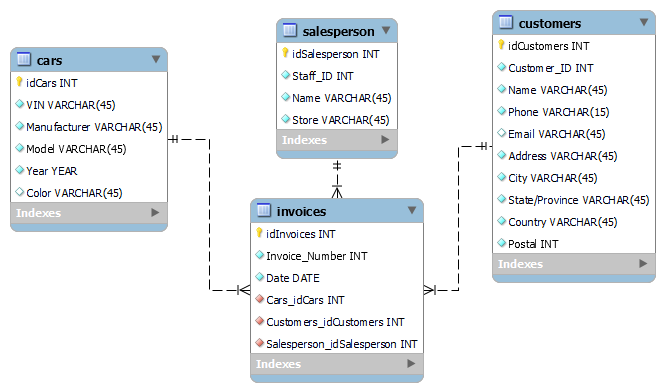 cars
idCars INT
VIN VARCHAR(45)
Manufacturer VARCHAR(45)
Model VARCHAR(45)
Year YEAR
Color VARCHAR(45)
Indexes
salesperson
idSalesperson INT
Staff_ID INT
Name VARCHAR(45)
Store VARCHAR(45)
Indexes
customers
idCustomers INT
Customer_ID INT
Name VARCHAR(45)
Phone VARCHAR(15)
Email VARCHAR(45)
Address VARCHAR(45)
City VARCHAR(45)
State/Province VARCHAR(45)
Country VARCHAR(45)
Postal INT
Indexes
invoices
idInvoices INT
Invoice_Number INT
Date DATE
Cars_idCars INT
Customers_idCustomers INT
Salesperson_idSalesperson INT
Indexes